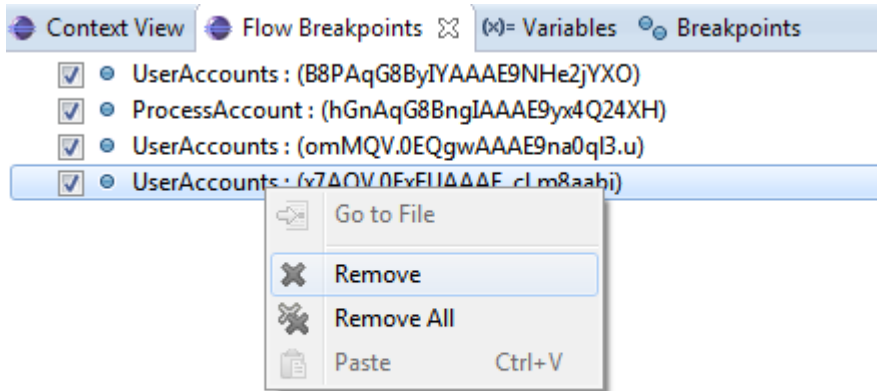 Context View Flow Breakpoints (x)= Variables Breakpoints
UserAccounts : (B8PAqG8ByIYAAAE9NHe2jYXO)
ProcessAccount : (hGnAqG8BngIAAAE9yx4Q24XH)
UserAccounts : (omMQV.0EQgwAAAE9na0ql3.u)
UserAccounts :
Go to File
Remove
Remove All
Paste Ctrl+V